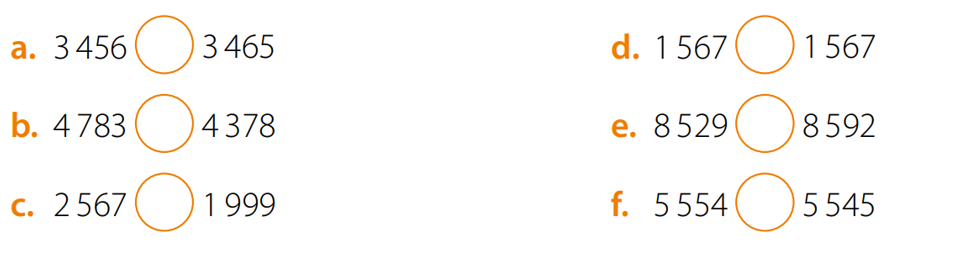 a. 3 456 3 465
b. 4 783 4 378
c. 2 567 1 999
d. 1 567 1 567
e. 8 529 8 592
f. 5 554 5 545